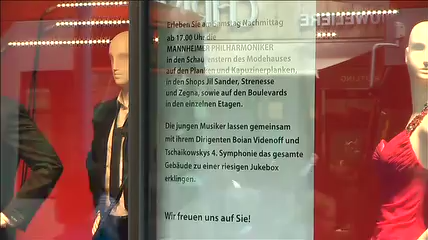 UWELIERE
Erleben Sie am Samstag Nachmittag
ab 17.00 Uhr die
MANNHEIMER PHILHARMONIKER
in den Schaufenstern des Modehauses
auf den Planken und Kapuzinerplanken,
in den Shops Jil Sander, Strenesse
und Zegna, sowie auf den Boulevards
in den einzelnen Etagen.
Die jungen Musiker lassen gemeinsam
mit ihrem Dirigenten Boian Videnoff und
Tschaikowskys 4. Symphonie das gesamte
Gebäude zu einer riesigen Jukebox
erklingen.
Wir freuen uns auf Sie!